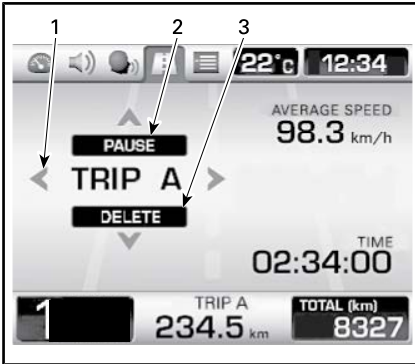 1 2 3
22°c 12:34
AVERAGE SPEED
98.3 km/h
PAUSE
< TRIP A >
DELETE
TIME
02:34:00
1
TRIP A
234.5 km
TOTAL (km)
8327